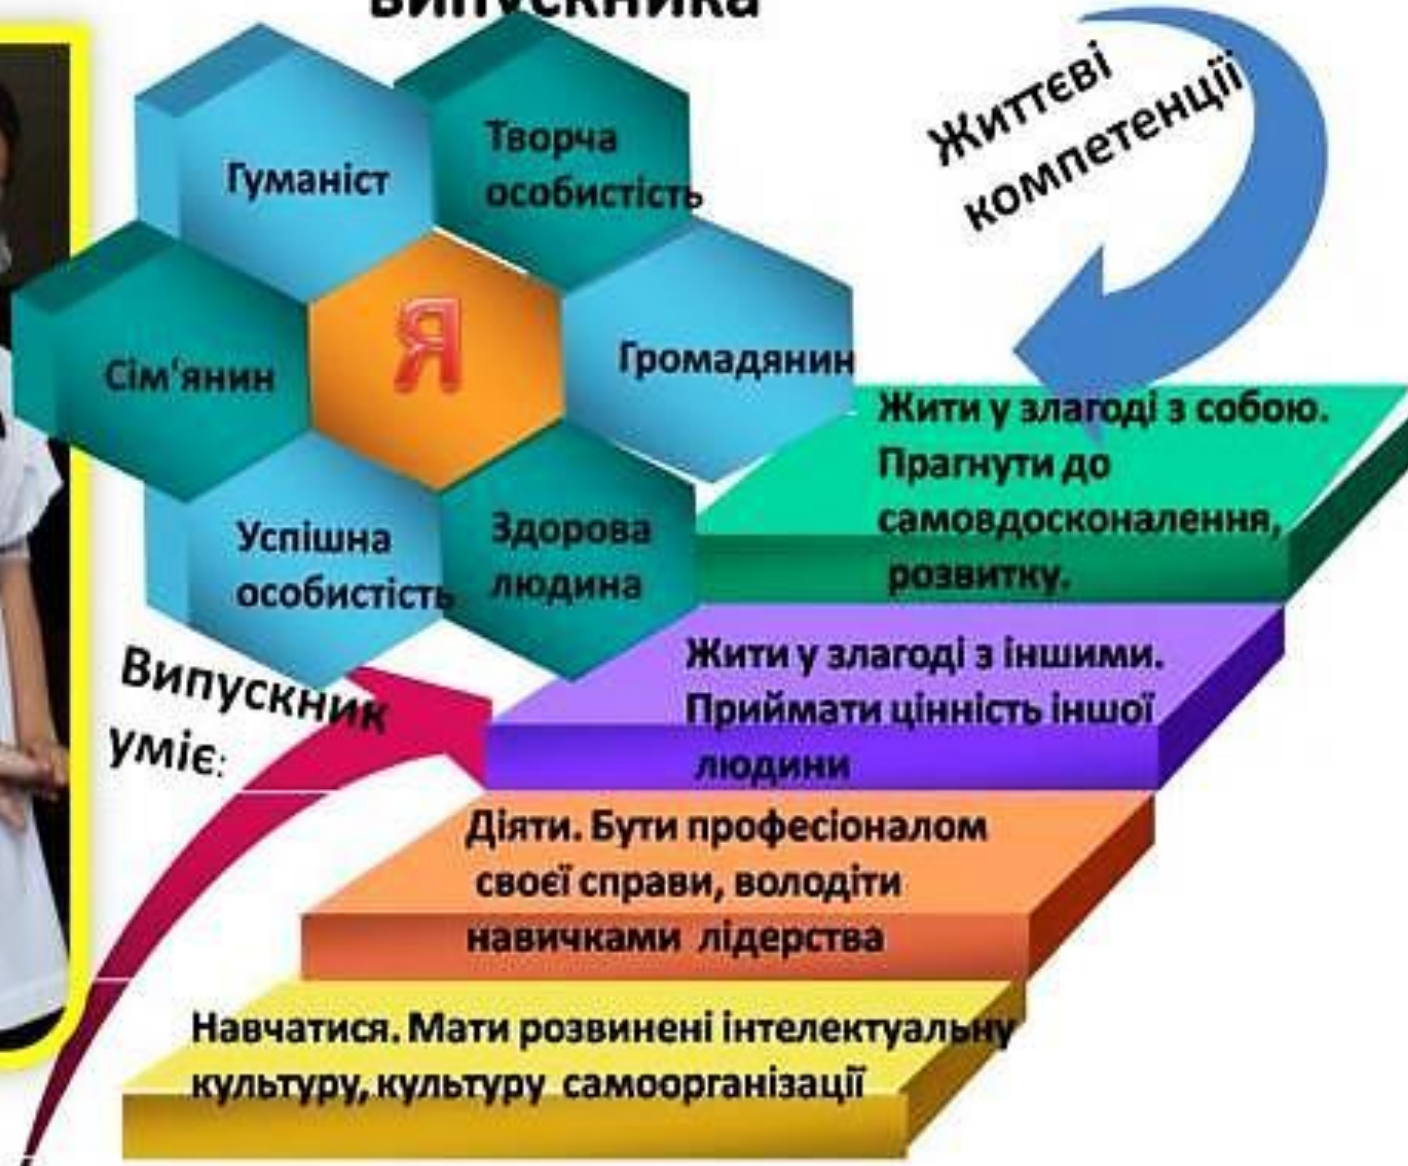 випускника
Гуманіст
Творча
особистість
Сім'янин
Я
Громадянин
Успішна
особистість
Здорова
людина
Життєві
компетенції
Жити у злагоді з собою.
Прагнути до
самовдосконалення,
розвитку.
Випускник
уміє:
Жити у злагоді з іншими.
Приймати цінність іншої
людини
Діяти. Бути професіоналом
своєї справи, володіти
навичками лідерства
Навчатися. Мати розвинені інтелектуальну
культуру, культуру самоорганізації